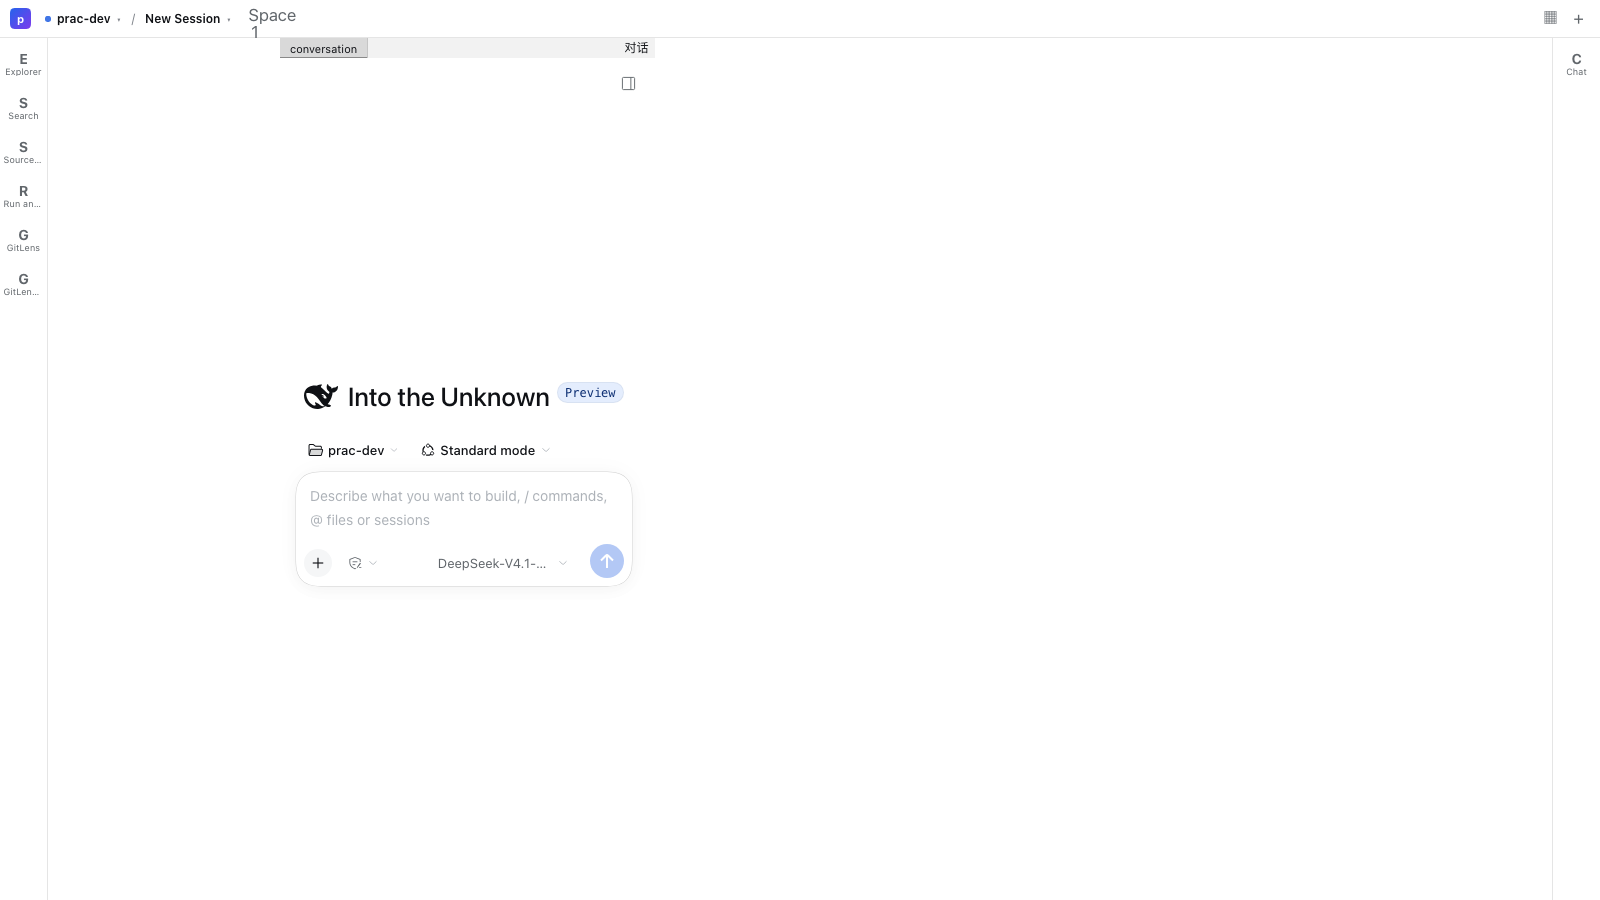 p prac-dev / New Session Space 1 +
E
Explorer
S
Search
S
Source...
R
Run an...
G
GitLens
G
GitLen...
conversation 对话
Into the Unknown Preview
prac-dev Standard mode
Describe what you want to build, / commands,
@ files or sessions
+ DeepSeek-V4.1-...
C
Chat